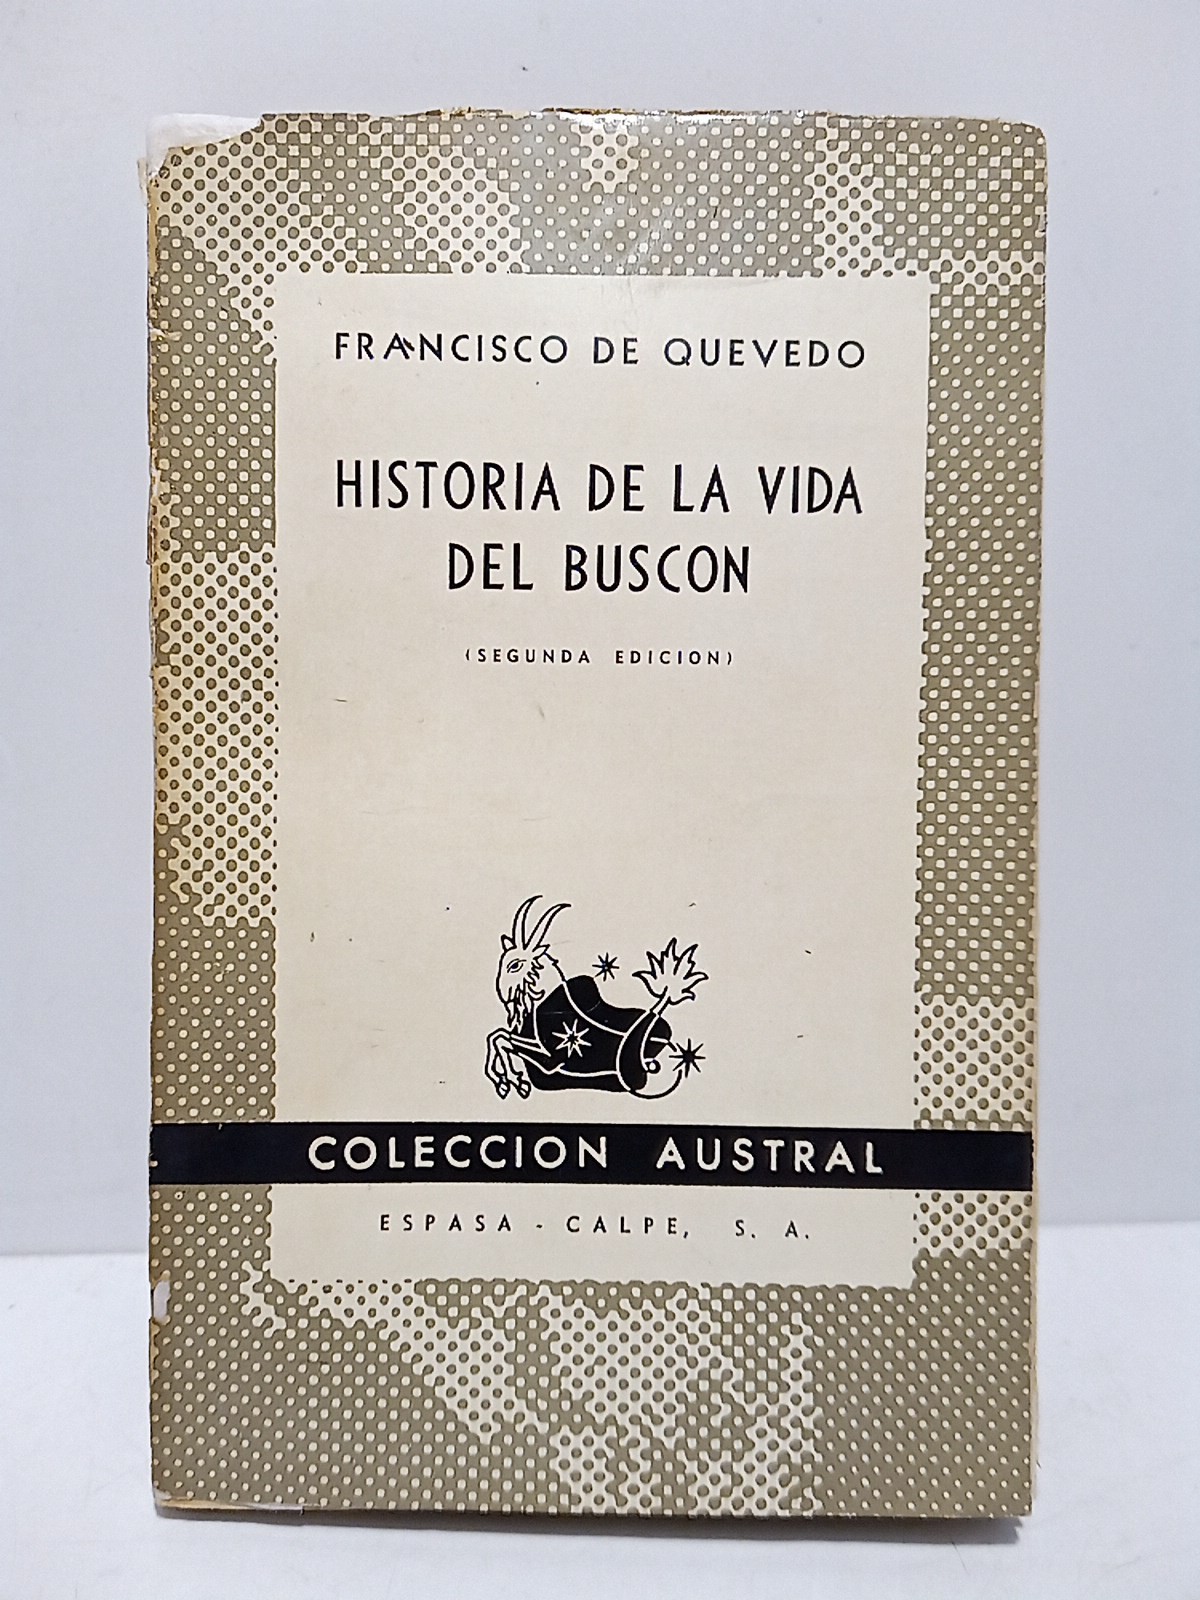 FRANCISCO DE QUEVEDO
HISTORIA DE LA VIDA
DEL BUSCON
(SEGUNDA EDICION)
COLECCION AUSTRAL
ESPASA - CALPE, S. A.